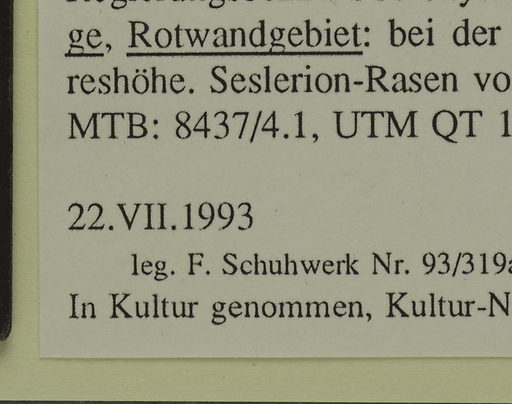 ge, Rotwandgebiet: bei der
reshöhe. Seslerion-Rasen vo
MTB: 8437/4.1, UTM QT 1
22.VII.1993
leg. F. Schuhwerk Nr. 93/319a
In Kultur genommen, Kultur-N